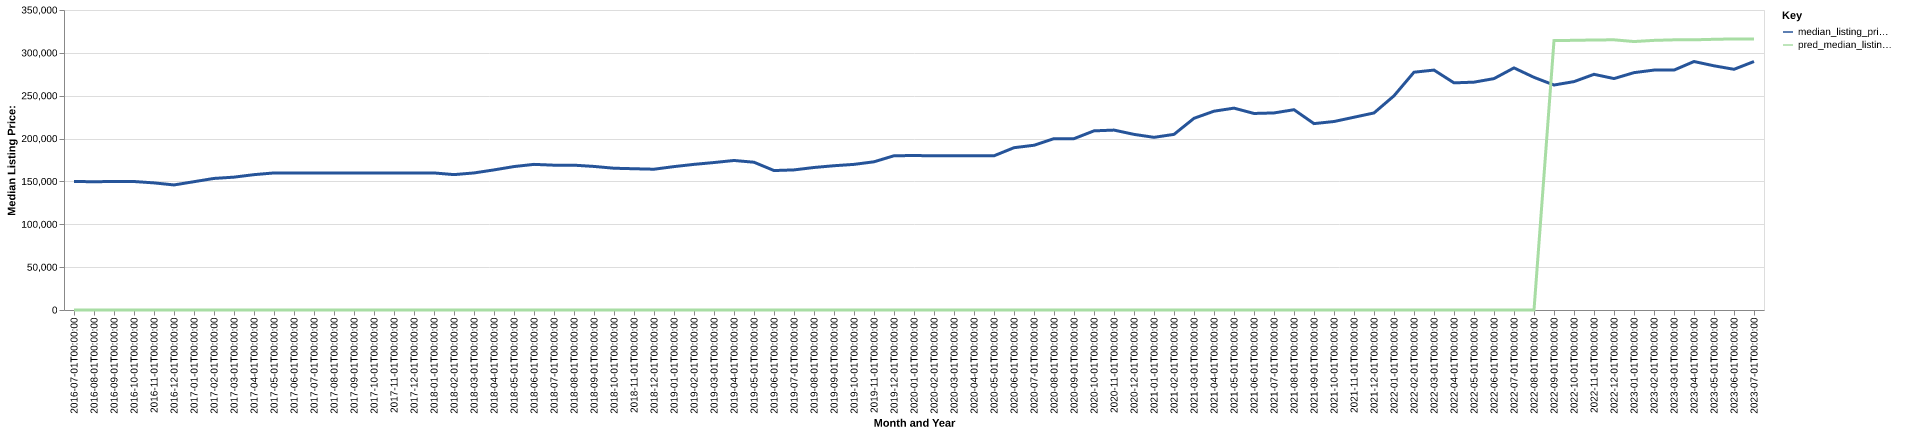 350,000
300,000
250,000
200,000
150,000
100,000
50,000
0
Median Listing Price:
2016-07-01T00:00:00
2016-08-01T00:00:00
2016-09-01T00:00:00
2016-10-01T00:00:00
2016-11-01T00:00:00
2016-12-01T00:00:00
2017-01-01T00:00:00
2017-02-01T00:00:00
2017-03-01T00:00:00
2017-04-01T00:00:00
2017-05-01T00:00:00
2017-06-01T00:00:00
2017-07-01T00:00:00
2017-08-01T00:00:00
2017-09-01T00:00:00
2017-10-01T00:00:00
2017-11-01T00:00:00
2017-12-01T00:00:00
2018-01-01T00:00:00
2018-02-01T00:00:00
2018-03-01T00:00:00
2018-04-01T00:00:00
2018-05-01T00:00:00
2018-06-01T00:00:00
2018-07-01T00:00:00
2018-08-01T00:00:00
2018-09-01T00:00:00
2018-10-01T00:00:00
2018-11-01T00:00:00
2018-12-01T00:00:00
2019-01-01T00:00:00
2019-02-01T00:00:00
2019-03-01T00:00:00
2019-04-01T00:00:00
2019-05-01T00:00:00
2019-06-01T00:00:00
2019-07-01T00:00:00
2019-08-01T00:00:00
2019-09-01T00:00:00
2019-10-01T00:00:00
2019-11-01T00:00:00
2019-12-01T00:00:00
2020-01-01T00:00:00
2020-02-01T00:00:00
2020-03-01T00:00:00
2020-04-01T00:00:00
2020-05-01T00:00:00
2020-06-01T00:00:00
2020-07-01T00:00:00
2020-08-01T00:00:00
2020-09-01T00:00:00
2020-10-01T00:00:00
2020-11-01T00:00:00
2020-12-01T00:00:00
2021-01-01T00:00:00
2021-02-01T00:00:00
2021-03-01T00:00:00
2021-04-01T00:00:00
2021-05-01T00:00:00
2021-06-01T00:00:00
2021-07-01T00:00:00
2021-08-01T00:00:00
2021-09-01T00:00:00
2021-10-01T00:00:00
2021-11-01T00:00:00
2021-12-01T00:00:00
2022-01-01T00:00:00
2022-02-01T00:00:00
2022-03-01T00:00:00
2022-04-01T00:00:00
2022-05-01T00:00:00
2022-06-01T00:00:00
2022-07-01T00:00:00
2022-08-01T00:00:00
2022-09-01T00:00:00
2022-10-01T00:00:00
2022-11-01T00:00:00
2022-12-01T00:00:00
2023-01-01T00:00:00
2023-02-01T00:00:00
2023-03-01T00:00:00
2023-04-01T00:00:00
2023-05-01T00:00:00
2023-06-01T00:00:00
2023-07-01T00:00:00
Month and Year
Key
median_listing_pri…
pred_median_listin…